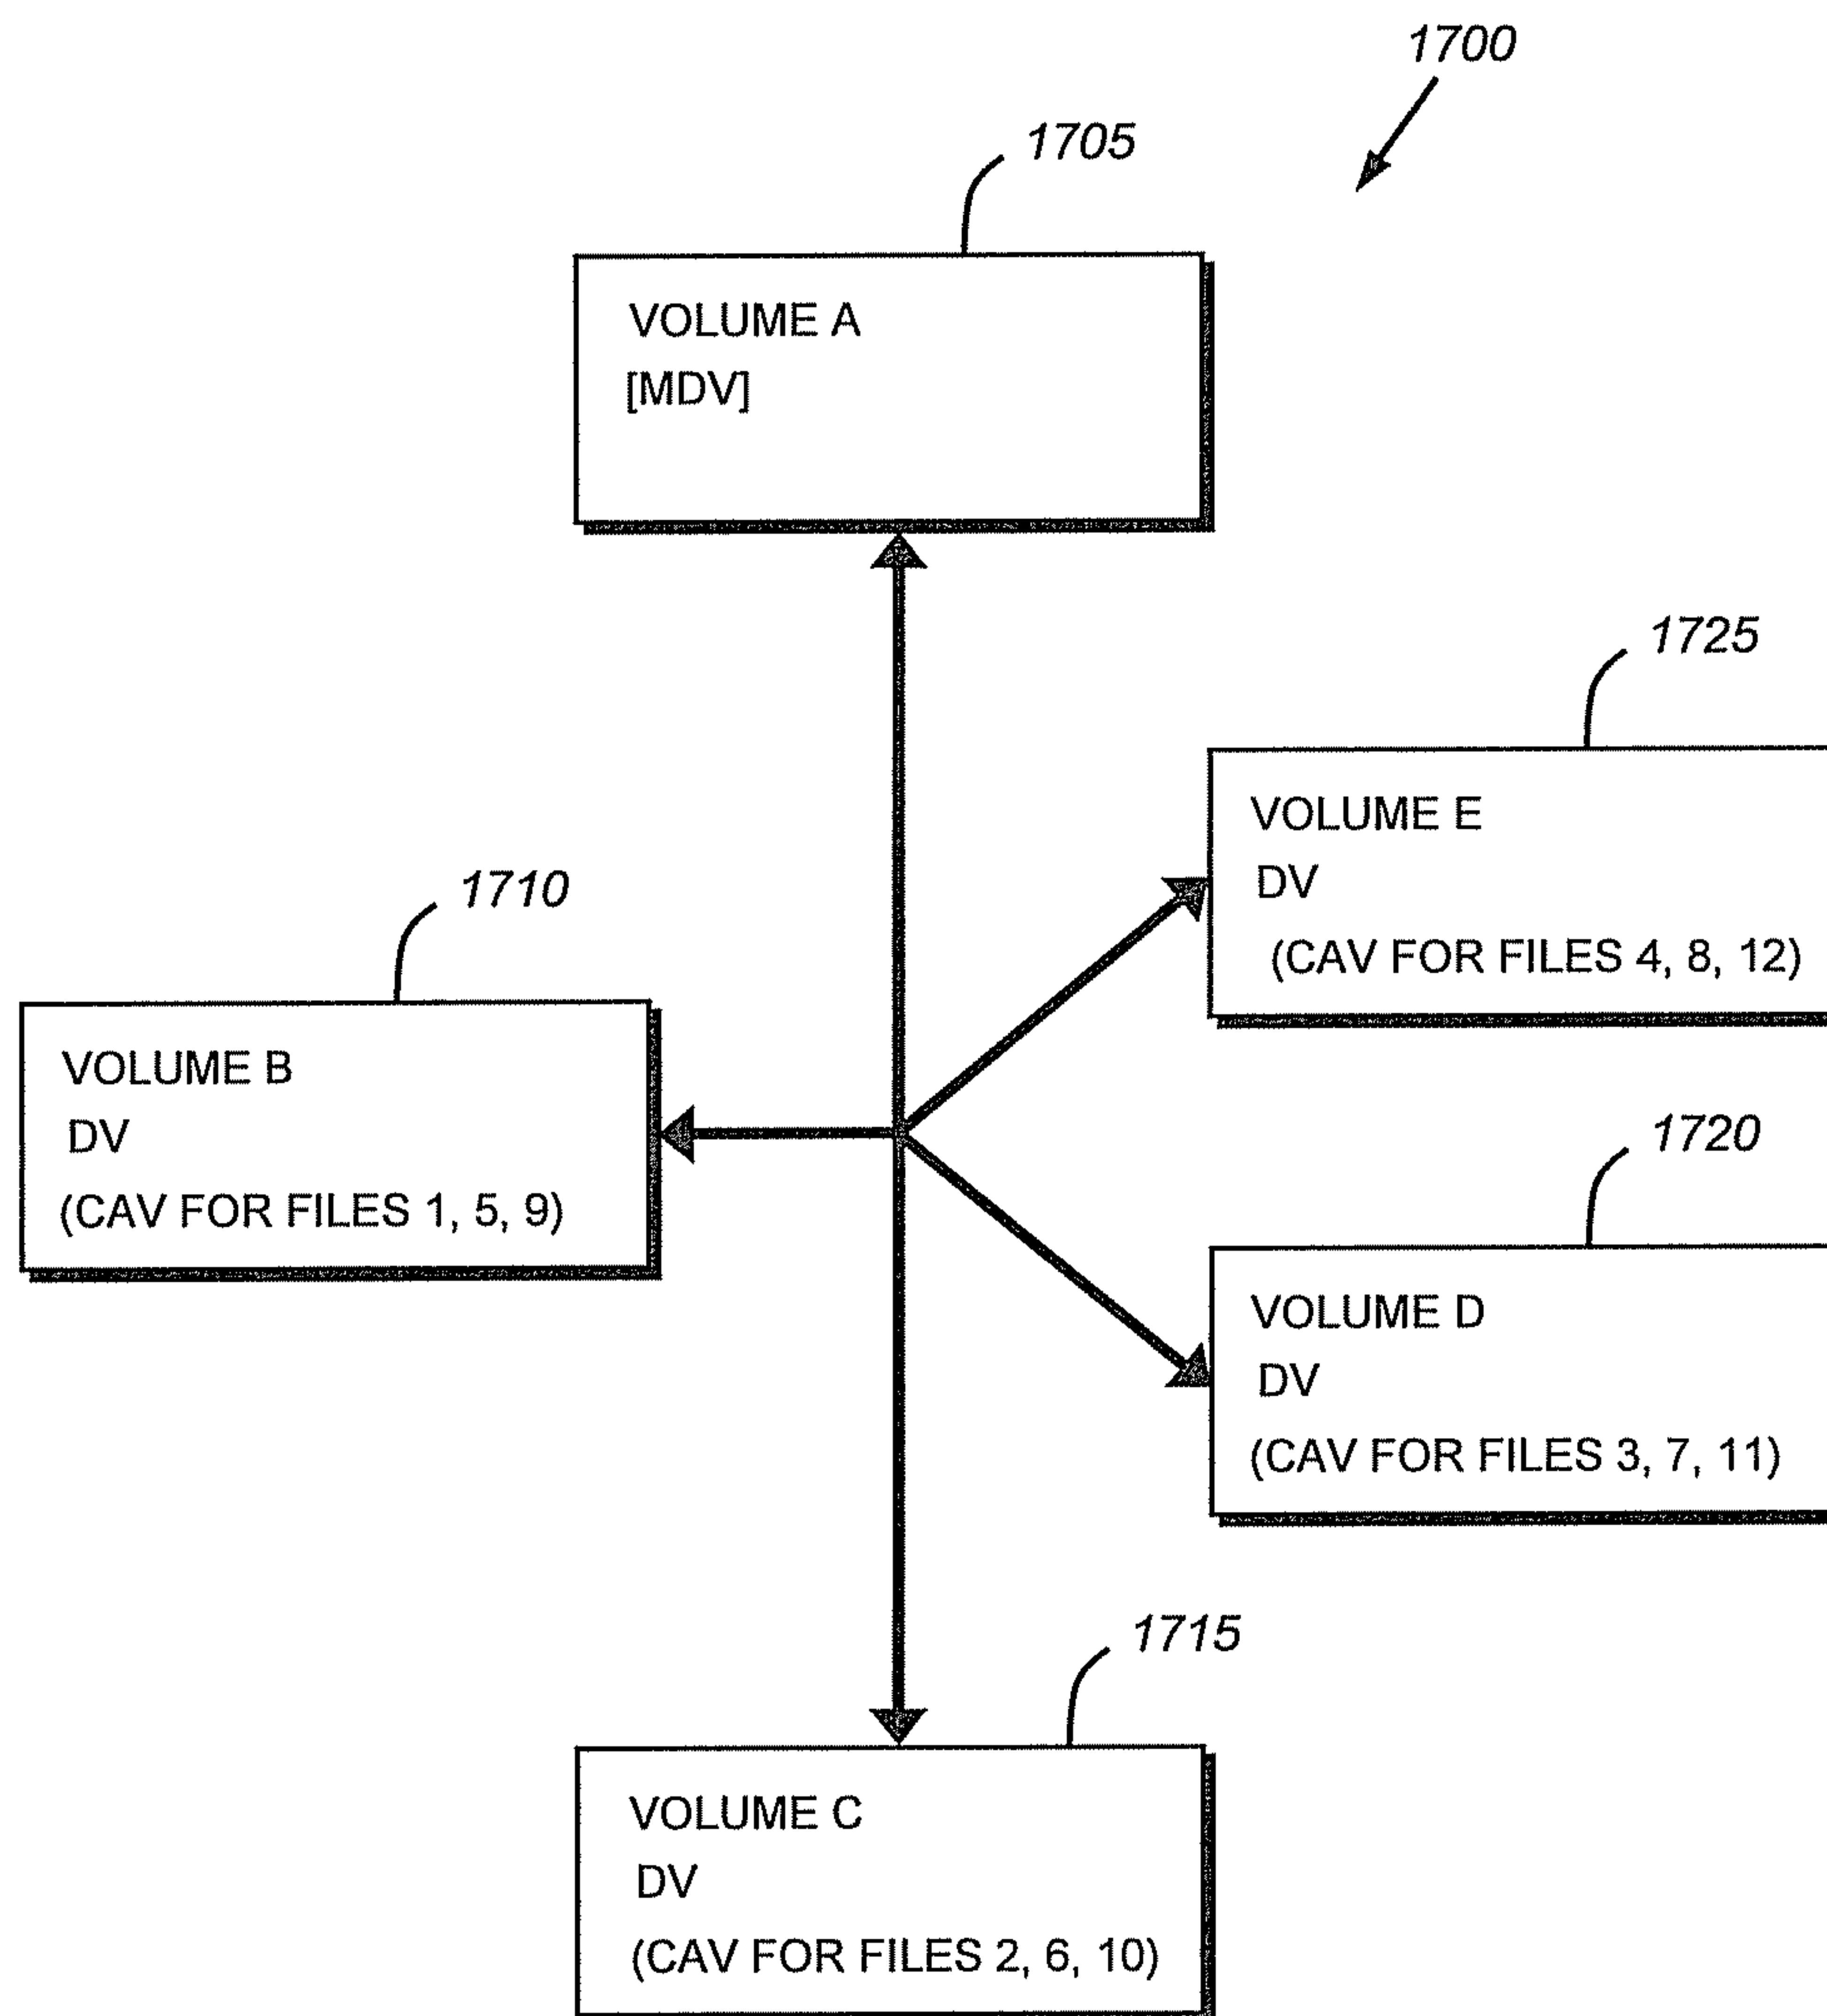 1700
1705
VOLUME A
[MDV]
1725
VOLUME E
DV
(CAV FOR FILES 4, 8, 12)
1710
VOLUME B
DV
(CAV FOR FILES 1, 5, 9)
1720
VOLUME D
DV
(CAV FOR FILES 3, 7, 11)
1715
VOLUME C
DV
(CAV FOR FILES 2, 6, 10)